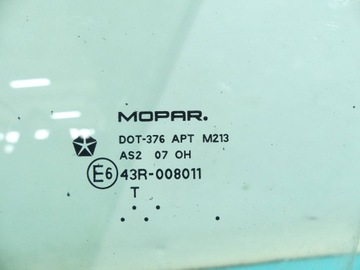 MOPAR.
DOT-376 APT M213
AS2 07 OH
E6 43R-008011
T